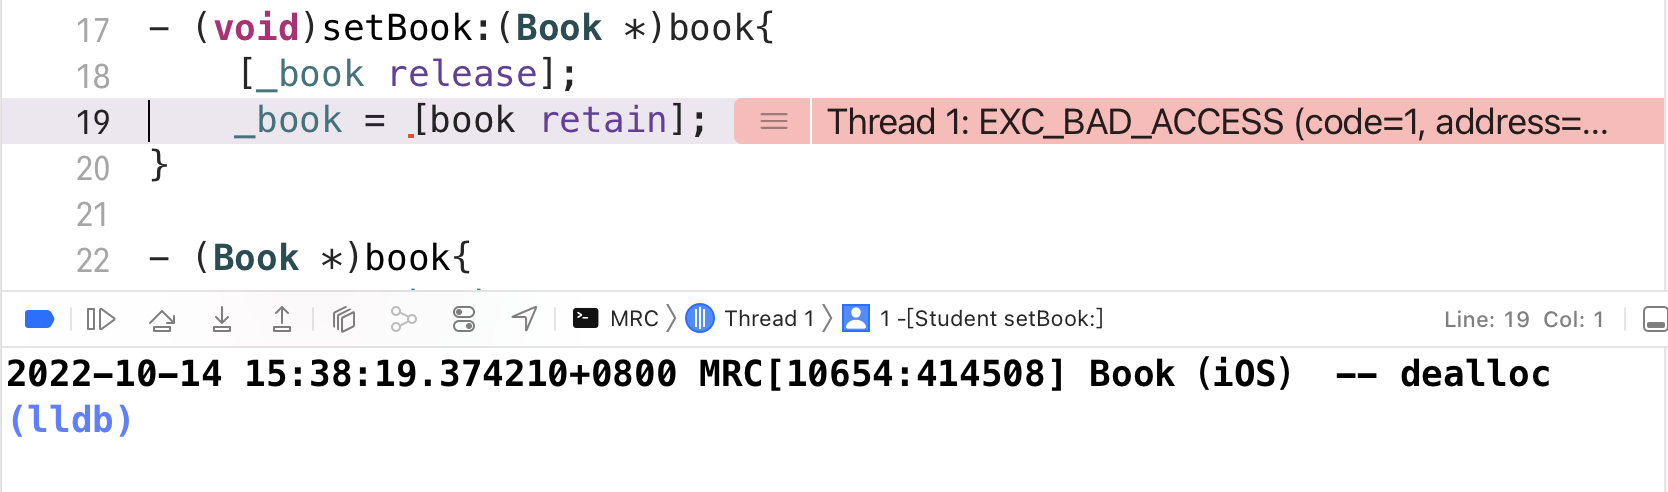 17 - (void)setBook:(Book *)book{
18 [_book release];
19 _book = [book retain]; Thread 1: EXC_BAD_ACCESS (code=1, address=...
20 }
21
22 - (Book *)book{
MRC Thread 1 1 -[Student setBook:] Line: 19 Col: 1
2022-10-14 15:38:19.374210+0800 MRC[10654:414508] Book (iOS) -- dealloc
(lldb)